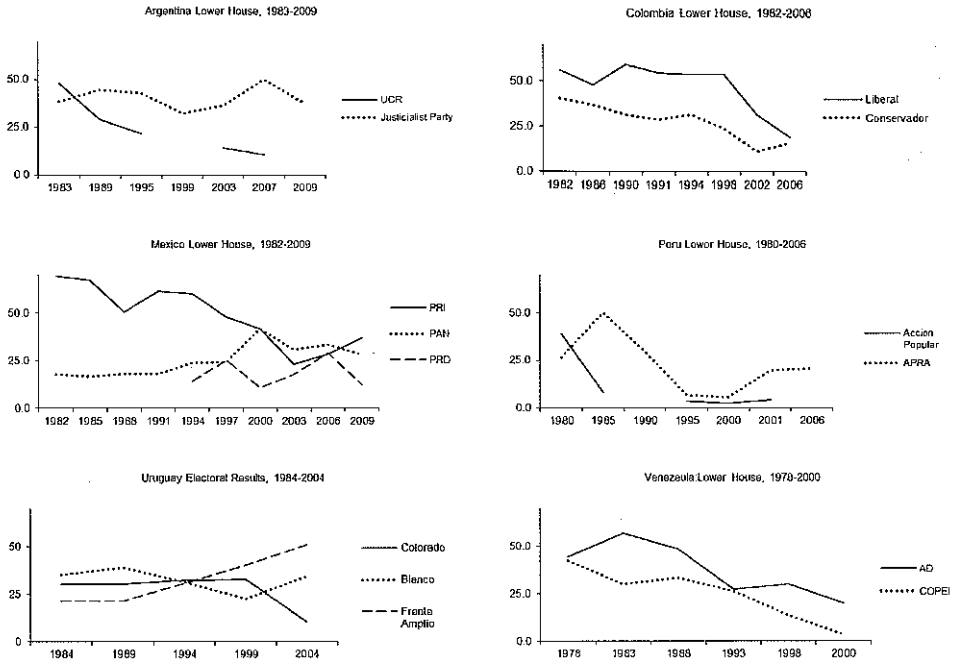 Argentina Lower House, 1983-2009
50.0
25.0
0.0
1983 1989 1995 1999 2003 2007 2009
UCR
Justicialist Party
Colombia Lower House, 1982-2006
50.0
25.0
0.0
1982 1986 1990 1991 1994 1998 2002 2006
Liberal
Conservador
Mexico Lower House, 1982-2009
50.0
25.0
0.0
1982 1985 1988 1991 1994 1997 2000 2003 2006 2009
PRI
PAN
PRD
Peru Lower House, 1980-2006
50.0
25.0
0.0
1980 1985 1990 1995 2000 2001 2006
Accion
Popular
APRA
Uruguay Electoral Results, 1984-2004
50
25
0
1984 1989 1994 1999 2004
Colorado
Blanco
Frente
Amplio
Venezaula:Lower House, 1978-2000
50
25
0
1978 1983 1988 1993 1998 2000
AD
COPEI